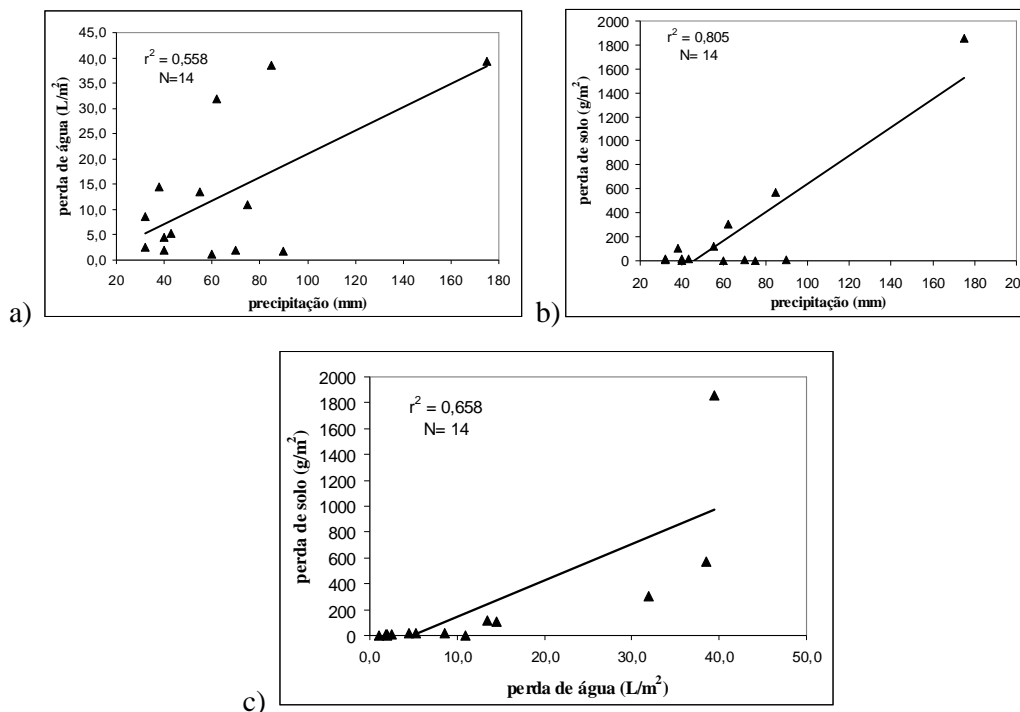 a)
r² = 0,558
N=14
perda de água (L/m²)
45,0
40,0
35,0
30,0
25,0
20,0
15,0
10,0
5,0
0,0
20 40 60 80 100 120 140 160 180
precipitação (mm)
b)
r² = 0,805
N= 14
perda de solo (g/m²)
2000
1800
1600
1400
1200
1000
800
600
400
200
0
20 40 60 80 100 120 140 160 180 20
precipitação (mm)
c)
r² = 0,658
N= 14
perda de solo (g/m²)
2000
1800
1600
1400
1200
1000
800
600
400
200
0
0,0 10,0 20,0 30,0 40,0 50,0
perda de água (L/m²)